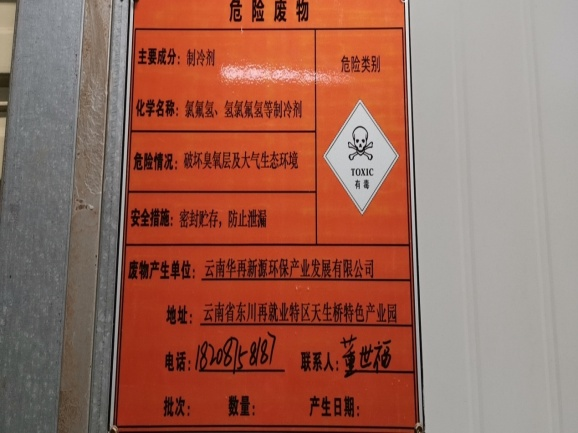 危险废物
主要成分：制冷剂
危险类别
化学名称：氯氟氢、氢氯氟氢等制冷剂
TOXIC
有毒
危险情况：破坏臭氧层及大气生态环境
安全措施：密封贮存，防止泄漏
废物产生单位：云南华再新源环保产业发展有限公司
地址：云南省东川再就业特区天生桥特色产业园
电话：18208758187 联系人：董世福
批次： 数量： 产生日期：